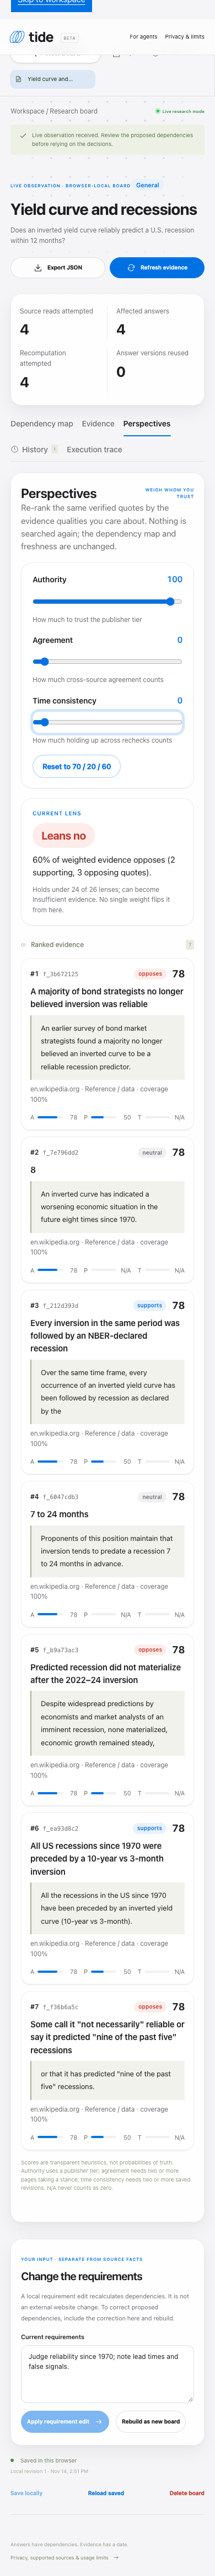 Skip to workspace
tide BETA
For agents Privacy & limits
Yield curve and...
Workspace / Research board
Live research mode
Live observation received. Review the proposed dependencies
before relying on the decisions.
LIVE OBSERVATION · BROWSER-LOCAL BOARD General
Yield curve and recessions
Does an inverted yield curve reliably predict a U.S. recession
within 12 months?
Export JSON
Refresh evidence
Source reads attempted
4
Affected answers
4
Recomputation
attempted
4
Answer versions reused
0
Dependency map Evidence Perspectives
History 1 Execution trace
Perspectives
WEIGH WHOM YOU
TRUST
Re-rank the same verified quotes by the
evidence qualities you care about. Nothing is
searched again; the dependency map and
freshness are unchanged.
Authority 100
How much to trust the publisher tier
Agreement 0
How much cross-source agreement counts
Time consistency 0
How much holding up across rechecks counts
Reset to 70 / 20 / 60
CURRENT LENS
Leans no
60% of weighted evidence opposes (2
supporting, 3 opposing quotes).
Holds under 24 of 26 lenses; can become
Insufficient evidence. No single weight flips it
from here.
Ranked evidence 7
#1 f_3b672125 opposes 78
A majority of bond strategists no longer
believed inversion was reliable
An earlier survey of bond market
strategists found a majority no longer
believed an inverted curve to be a
reliable recession predictor.
en.wikipedia.org · Reference / data · coverage
100%
A 78 P 50 T N/A
#2 f_7e796dd2 neutral 78
8
An inverted curve has indicated a
worsening economic situation in the
future eight times since 1970.
en.wikipedia.org · Reference / data · coverage
100%
A 78 P N/A T N/A
#3 f_212d393d supports 78
Every inversion in the same period was
followed by an NBER-declared
recession
Over the same time frame, every
occurrence of an inverted yield curve has
been followed by recession as declared
by the
en.wikipedia.org · Reference / data · coverage
100%
A 78 P 50 T N/A
#4 f_6047cdb3 neutral 78
7 to 24 months
Proponents of this position maintain that
inversion tends to predate a recession 7
to 24 months in advance.
en.wikipedia.org · Reference / data · coverage
100%
A 78 P N/A T N/A
#5 f_b9a73ac3 opposes 78
Predicted recession did not materialize
after the 2022–24 inversion
Despite widespread predictions by
economists and market analysts of an
imminent recession, none materialized,
economic growth remained steady,
en.wikipedia.org · Reference / data · coverage
100%
A 78 P 50 T N/A
#6 f_ea93d8c2 supports 78
All US recessions since 1970 were
preceded by a 10-year vs 3-month
inversion
All the recessions in the US since 1970
have been preceded by an inverted yield
curve (10-year vs. 3-month).
en.wikipedia.org · Reference / data · coverage
100%
A 78 P 50 T N/A
#7 f_f36b6a5c opposes 78
Some call it "not necessarily" reliable or
say it predicted "nine of the past five"
recessions
or that it has predicted "nine of the past
five" recessions.
en.wikipedia.org · Reference / data · coverage
100%
A 78 P 50 T N/A
Scores are transparent heuristics, not probabilities of truth.
Authority uses a publisher tier; agreement needs two or more
pages taking a stance; time consistency needs two or more saved
revisions. N/A never counts as zero.
YOUR INPUT · SEPARATE FROM SOURCE FACTS
Change the requirements
A local requirement edit recalculates dependencies. It is not
an external website change. To correct proposed
dependencies, include the correction here and rebuild.
Current requirements
Judge reliability since 1970; note lead times and
false signals.
Apply requirement edit →
Rebuild as new board
Saved in this browser
Local version 1 · Nov 14, 2:51 PM
Save locally Reload saved Delete board
Answers have dependencies. Evidence has a date.
Privacy, supported sources & usage limits →